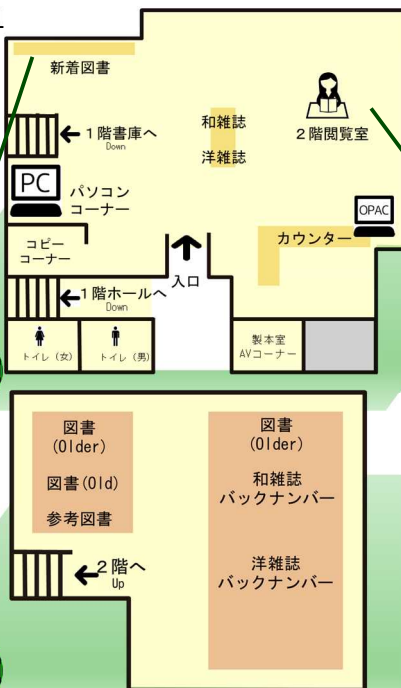 新着図書
１階書庫へ
Down
和雑誌
洋雑誌
２階閲覧室
PC
パソコン
コーナー
OPAC
コピー
コーナー
カウンター
入口
１階ホールへ
Down
トイレ（女）
トイレ（男）
製本室
AVコーナー
図書
(Older)
図書(Old)
参考図書
図書
(Older)
和雑誌
バックナンバー
洋雑誌
バックナンバー
２階へ
Up